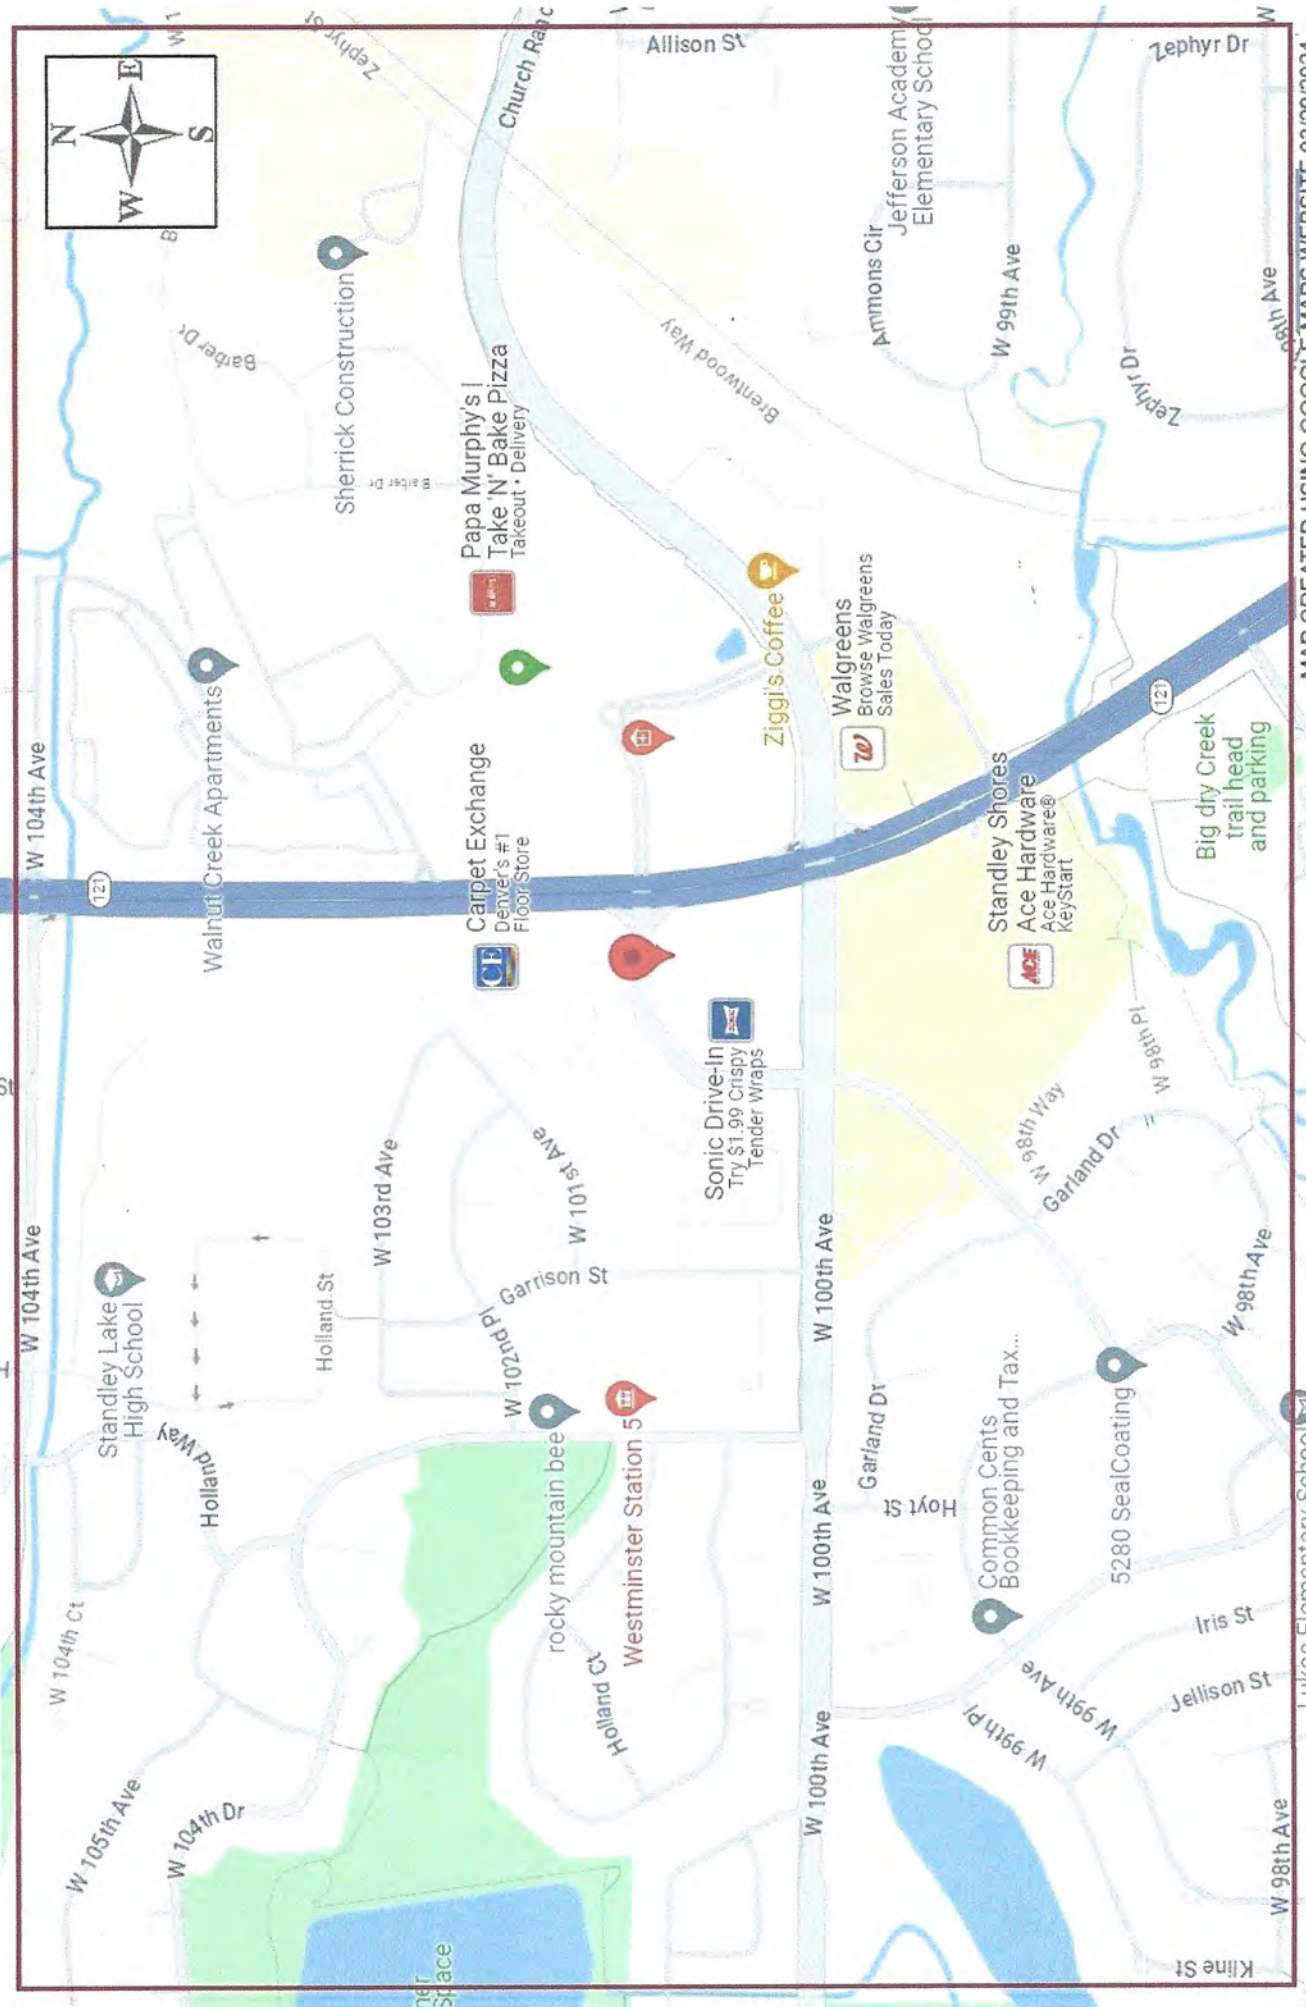 N
W
E
S
W 104th Ave
W 104th Ave
121
Standley Lake
High School
Walnut Creek Apartments
Sherrick Construction
Barber Dr
Barber Dr
Zephyr St
W 104th Ct
Holland Way
Holland St
W 105th Ave
W 104th Dr
W 103rd Ave
W 102nd Pl
Garrison St
W 101st Ave
rocky mountain bee
Westminster Station 5
Holland Ct
Carpet Exchange
Denver's #1
Floor Store
Papa Murphy's |
Take 'N' Bake Pizza
Takeout • Delivery
Sonic Drive-In
Try $1.99 Crispy
Tender Wraps
Ziggi's Coffee
Church Ranc
Allison St
Brentwood Way
W 100th Ave
W 100th Ave
W 100th Ave
Walgreens
Browse Walgreens
Sales Today
Ammons Cir
Jefferson Academy
Elementary School
W 99th Ave
Zephyr Dr
Zephyr Dr
98th Ave
Garland Dr
Hoyt St
Common Cents
Bookkeeping and Tax...
5280 SealCoating
Garland Dr
W 98th Way
W 98th Pl
W 98th Ave
Standley Shores
Ace Hardware
Ace Hardware®
KeyStart
121
Big dry Creek
trail head
and parking
W 99th Ave
W 99th Pl
Iris St
Jellison St
W 98th Ave
Kline St
Space